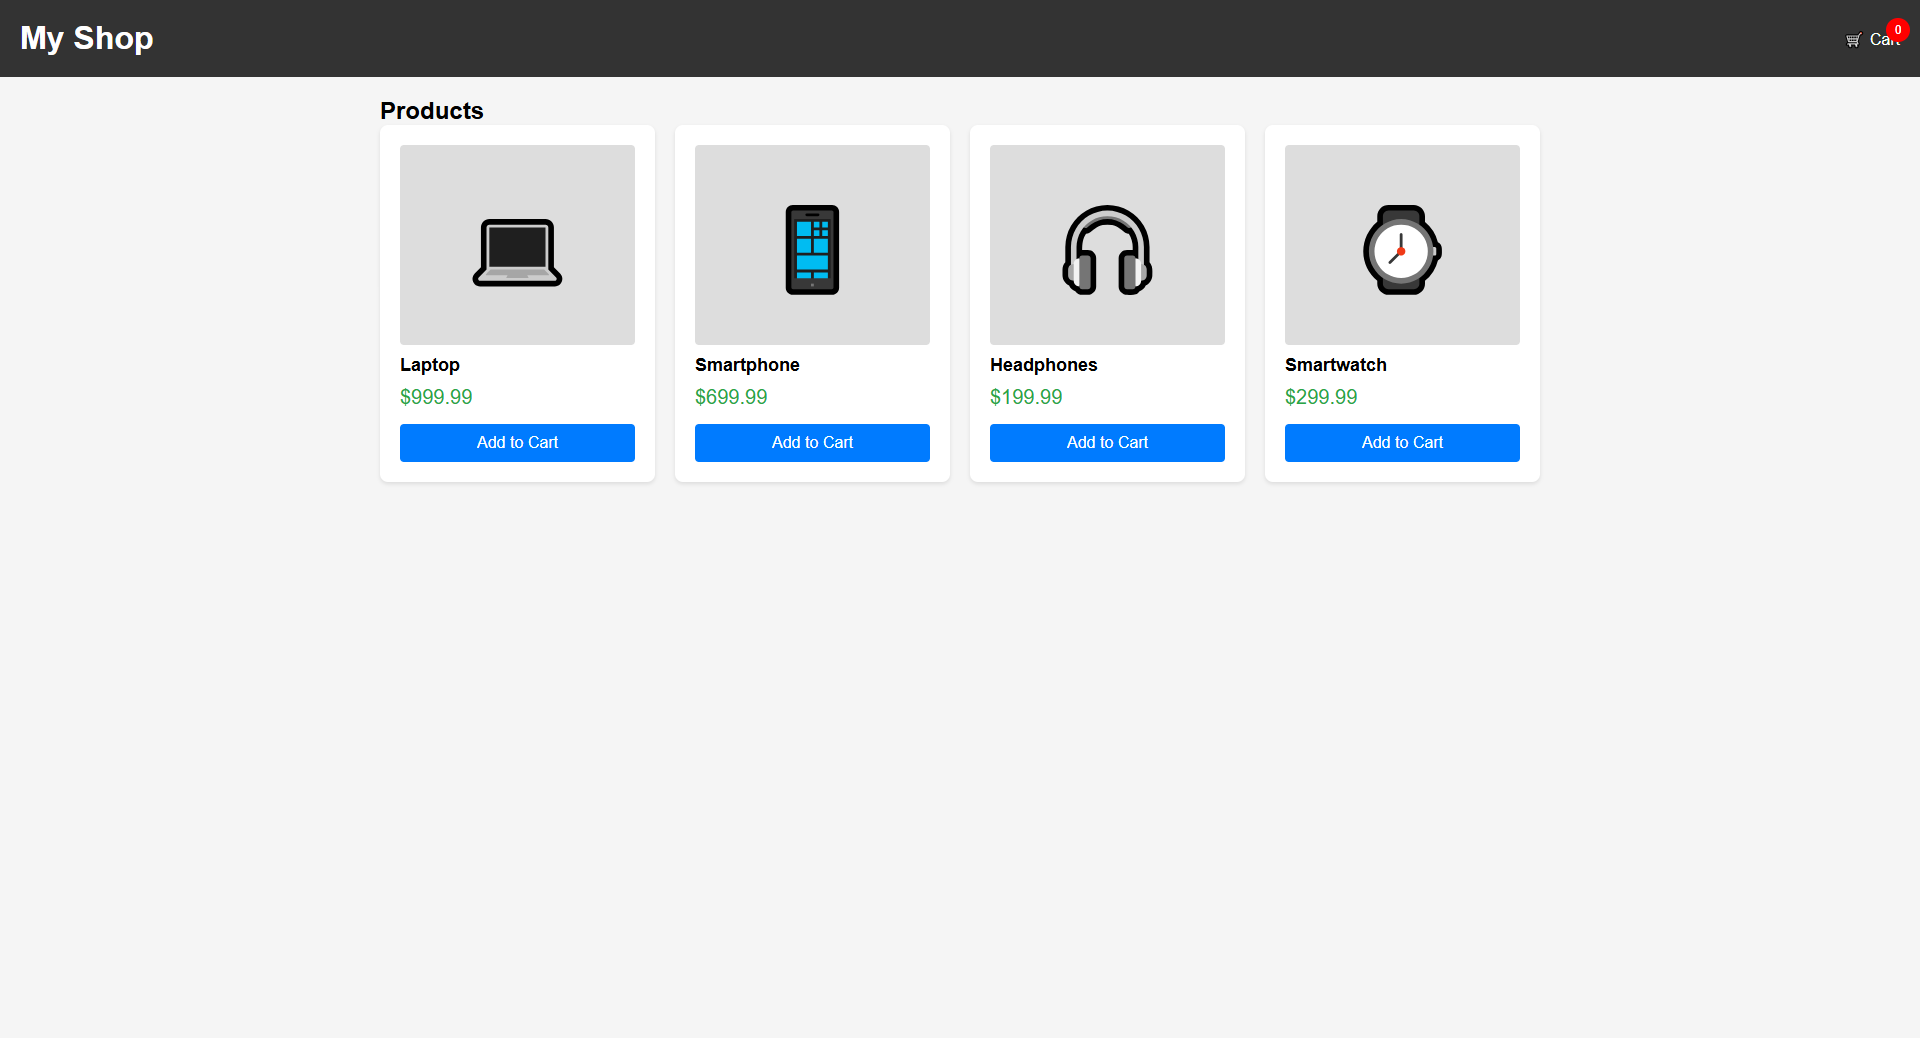 My Shop
🛒 Cart
0
Products
Laptop
$999.99
Add to Cart
Smartphone
$699.99
Add to Cart
Headphones
$199.99
Add to Cart
Smartwatch
$299.99
Add to Cart